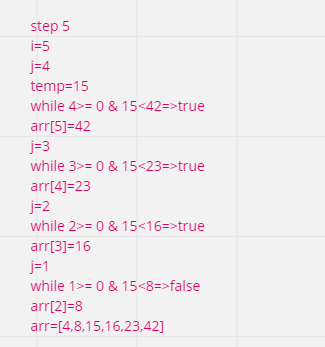 step 5
i=5
j=4
temp=15
while 4>= 0 & 15<42=>true
arr[5]=42
j=3
while 3>= 0 & 15<23=>true
arr[4]=23
j=2
while 2>= 0 & 15<16=>true
arr[3]=16
j=1
while 1>= 0 & 15<8=>false
arr[2]=8
arr=[4,8,15,16,23,42]